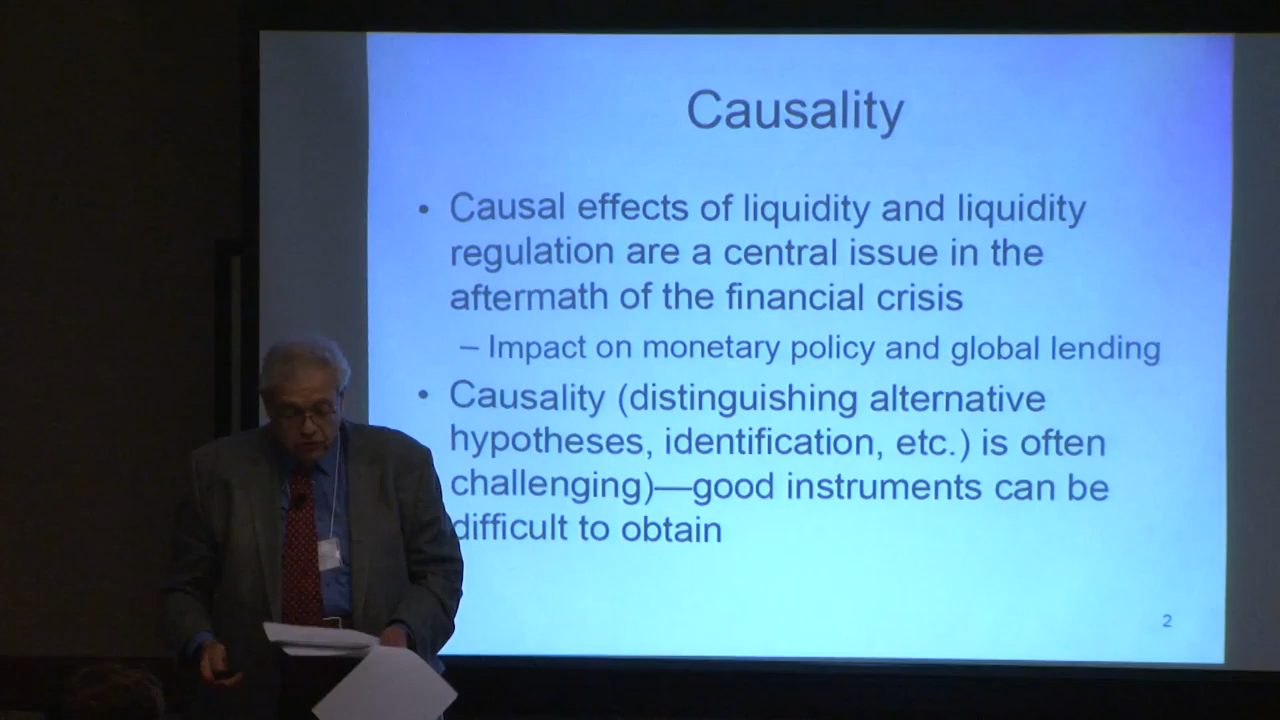 Causality
• Causal effects of liquidity and liquidity
regulation are a central issue in the
aftermath of the financial crisis
– Impact on monetary policy and global lending
• Causality (distinguishing alternative
hypotheses, identification, etc.) is often
challenging)—good instruments can be
difficult to obtain
2